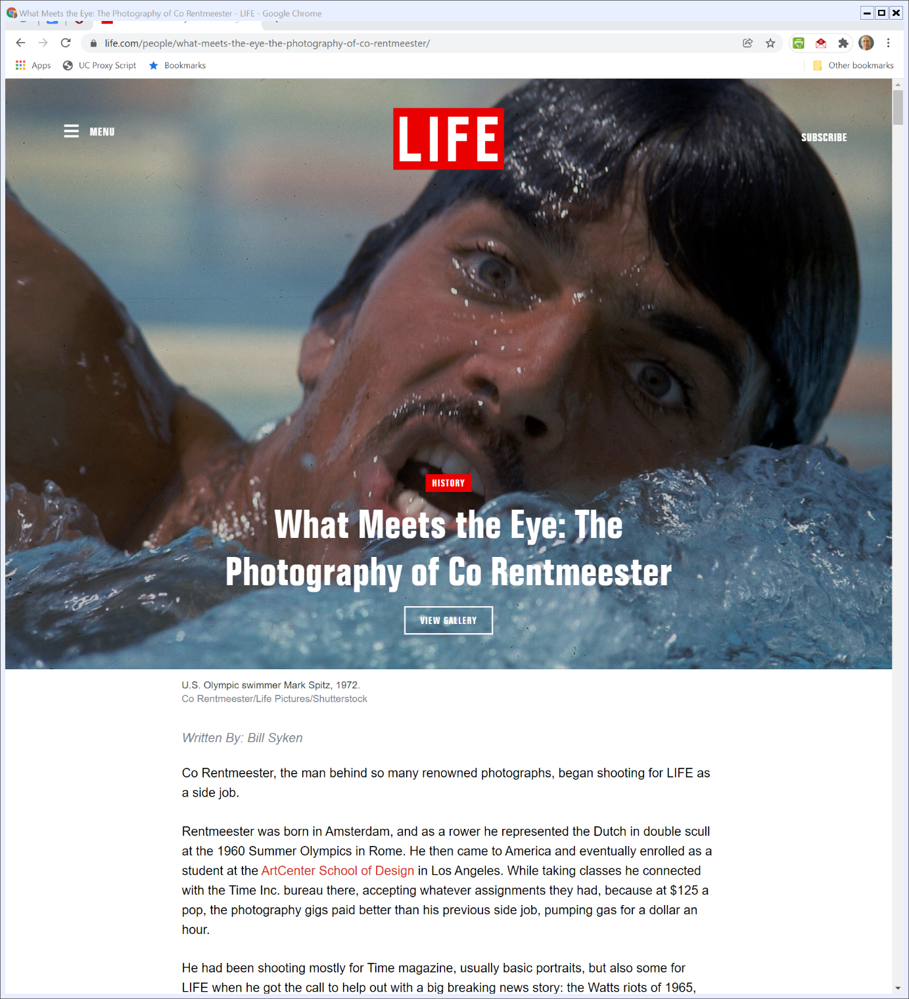 What Meets the Eye: The Photography of Co Rentmeester - LIFE - Google Chrome
life.com/people/what-meets-the-eye-the-photography-of-co-rentmeester/
Apps UC Proxy Script Bookmarks Other bookmarks
MENU
LIFE
SUBSCRIBE
HISTORY
What Meets the Eye: The
Photography of Co Rentmeester
VIEW GALLERY
U.S. Olympic swimmer Mark Spitz, 1972.
Co Rentmeester/Life Pictures/Shutterstock
Written By: Bill Syken
Co Rentmeester, the man behind so many renowned photographs, began shooting for LIFE as
a side job.
Rentmeester was born in Amsterdam, and as a rower he represented the Dutch in double scull
at the 1960 Summer Olympics in Rome. He then came to America and eventually enrolled as a
student at the ArtCenter School of Design in Los Angeles. While taking classes he connected
with the Time Inc. bureau there, accepting whatever assignments they had, because at $125 a
pop, the photography gigs paid better than his previous side job, pumping gas for a dollar an
hour.
He had been shooting mostly for Time magazine, usually basic portraits, but also some for
LIFE when he got the call to help out with a big breaking news story: the Watts riots of 1965,